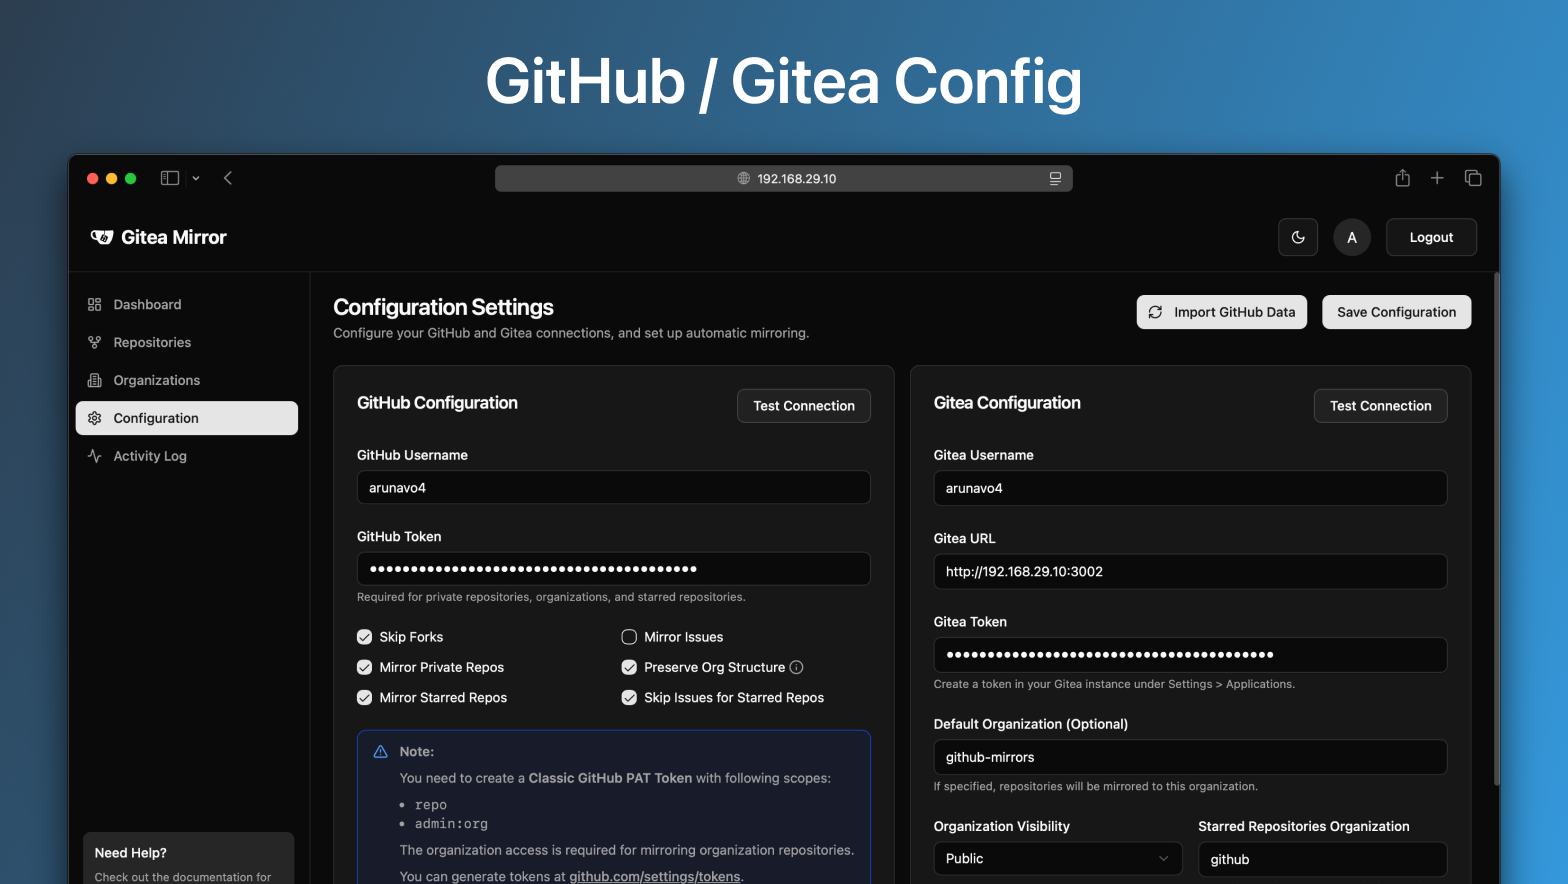 GitHub / Gitea Config
192.168.29.10
Gitea Mirror
A
Logout
Dashboard
Repositories
Organizations
Configuration
Activity Log
Need Help?
Check out the documentation for
Configuration Settings
Configure your GitHub and Gitea connections, and set up automatic mirroring.
Import GitHub Data
Save Configuration
GitHub Configuration
Test Connection
GitHub Username
arunavo4
GitHub Token
••••••••••••••••••••••••••••••••••••••••
Required for private repositories, organizations, and starred repositories.
Skip Forks
Mirror Issues
Mirror Private Repos
Preserve Org Structure
Mirror Starred Repos
Skip Issues for Starred Repos
Note:
You need to create a Classic GitHub PAT Token with following scopes:
• repo
• admin:org
The organization access is required for mirroring organization repositories.
You can generate tokens at github.com/settings/tokens.
Gitea Configuration
Test Connection
Gitea Username
arunavo4
Gitea URL
http://192.168.29.10:3002
Gitea Token
••••••••••••••••••••••••••••••••••••••••
Create a token in your Gitea instance under Settings > Applications.
Default Organization (Optional)
github-mirrors
If specified, repositories will be mirrored to this organization.
Organization Visibility
Public
Starred Repositories Organization
github